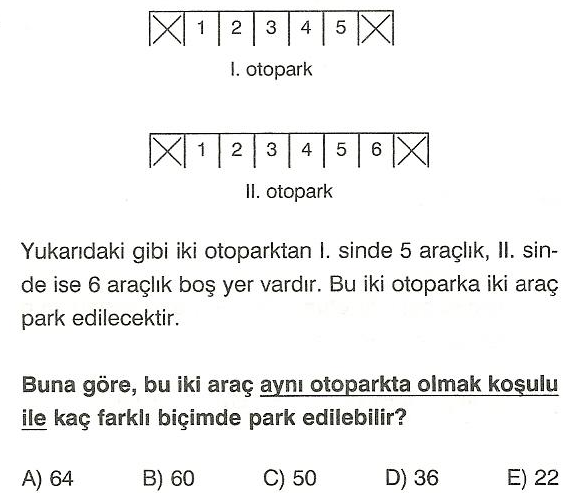 1 2 3 4 5
I. otopark
1 2 3 4 5 6
II. otopark
Yukarıdaki gibi iki otoparktan I. sinde 5 araçlık, II. sin-
de ise 6 araçlık boş yer vardır. Bu iki otoparka iki araç
park edilecektir.
Buna göre, bu iki araç aynı otoparkta olmak koşulu
ile kaç farklı biçimde park edilebilir?
A) 64 B) 60 C) 50 D) 36 E) 22